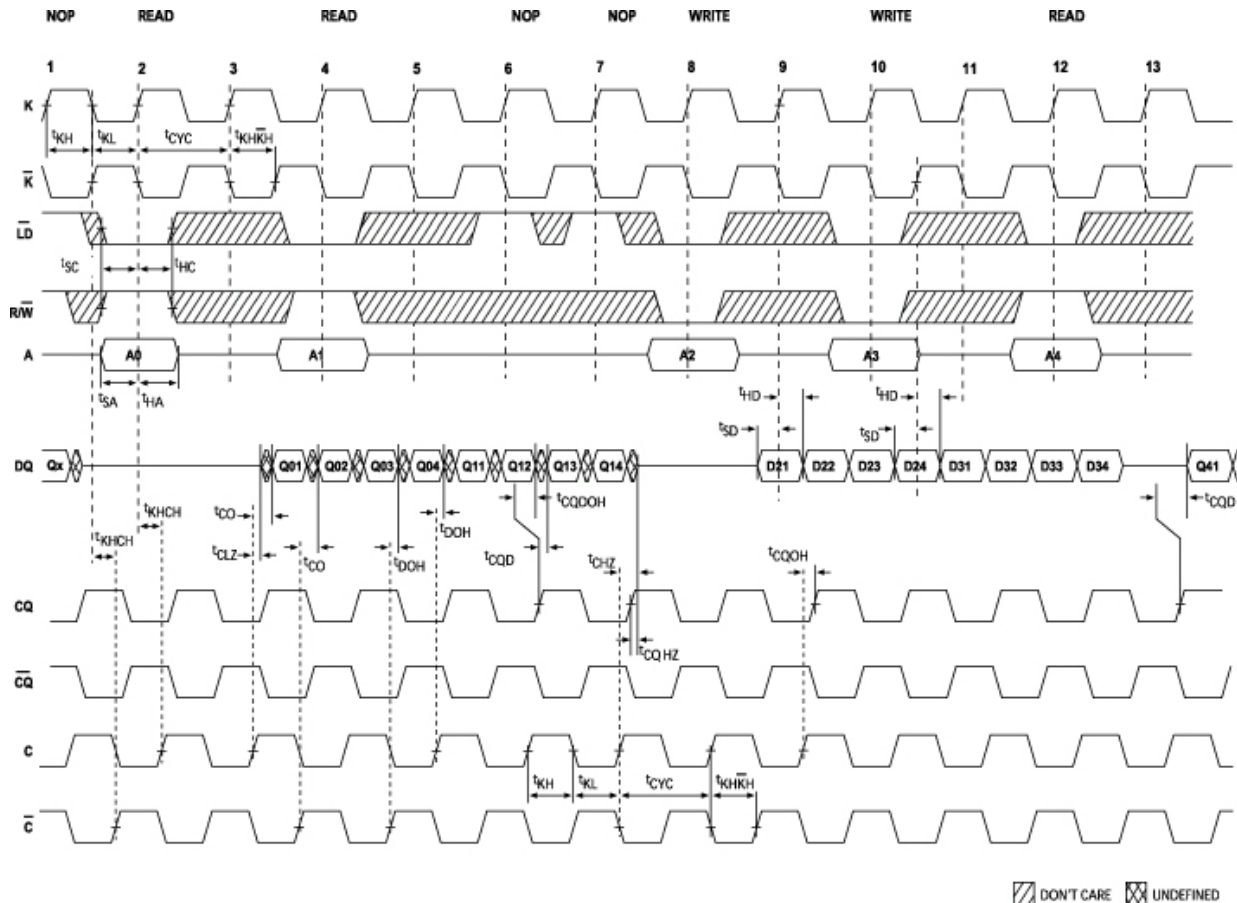 NOP READ READ NOP NOP WRITE WRITE READ
1 2 3 4 5 6 7 8 9 10 11 12 13
K
tKH tKL tCYC tKHK̅H
K̅
L̅D̅
tSC tHC
R/W̅
A A0 A1 A2 A3 A4
tSA tHA tHD tHD
tSD tSD
DQ Qx Q01 Q02 Q03 Q04 Q11 Q12 Q13 Q14 D21 D22 D23 D24 D31 D32 D33 D34 Q41
tKHCH tCO tCQDOH tCQD
tKHCH tDOH
tCLZ tCO tDOH tCQD tCHZ tCQOH
CQ
tCQHZ
C̅Q̅
C
tKH tKL tCYC tKHK̅H
C̅
DON'T CARE UNDEFINED